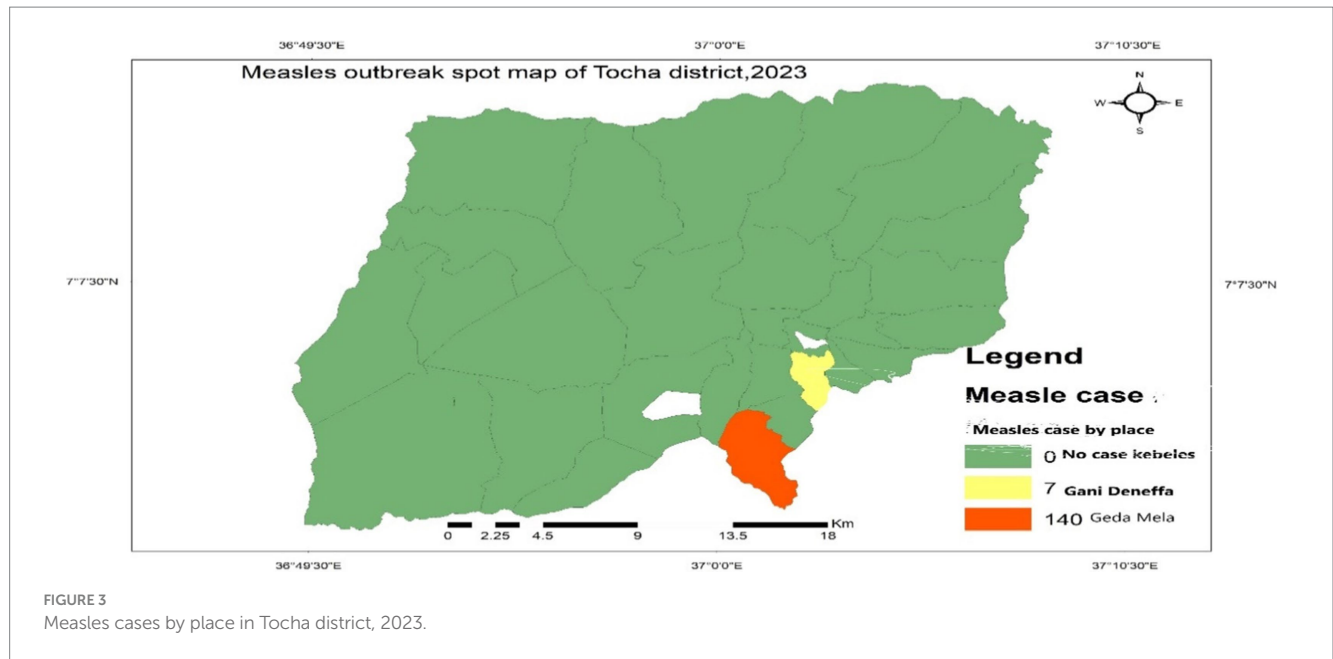 36°49'30"E 37°0'0"E 37°10'30"E
Measles outbreak spot map of Tocha district,2023
N
W E
S
7°7'30"N 7°7'30"N
Legend
Measle case
Measles case by place
0 No case kebeles
7 Gani Deneffa
140 Geda Mela
Km
0 2.25 4.5 9 13.5 18
36°49'30"E 37°0'0"E 37°10'30"E
FIGURE 3
Measles cases by place in Tocha district, 2023.